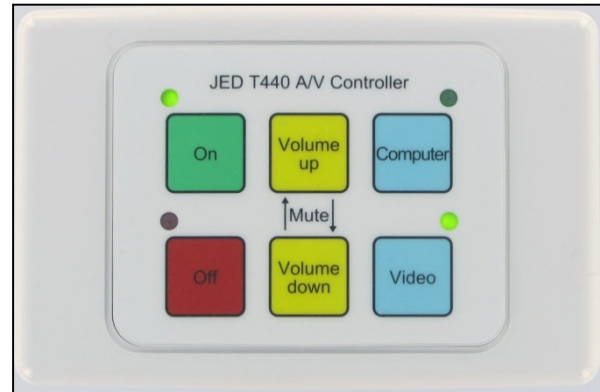 JED T440 A/V Controller
On
Volume
up
Computer
Mute
Off
Volume
down
Video